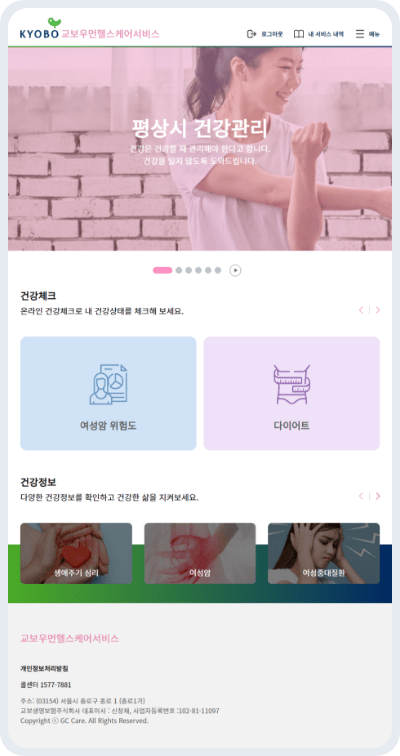 KYOBO 교보우먼헬스케어서비스
로그아웃 내 서비스 내역 메뉴
평상시 건강관리
건강은 건강할 때 관리해야 한다고 합니다.
건강을 잃지 않도록 도와드립니다.
건강체크
온라인 건강체크로 내 건강상태를 체크해 보세요.
여성암 위험도
다이어트
건강정보
다양한 건강정보를 확인하고 건강한 삶을 지켜보세요.
생애주기 심리
여성암
여성중대질환
교보우먼헬스케어서비스
개인정보처리방침
콜센터 1577-7881
주소: (03154) 서울시 종로구 종로 1 (종로1가)
교보생명보험주식회사 대표이사 : 신창재, 사업자등록번호 :102-81-11097
Copyright ⓒ GC Care. All Rights Reserved.